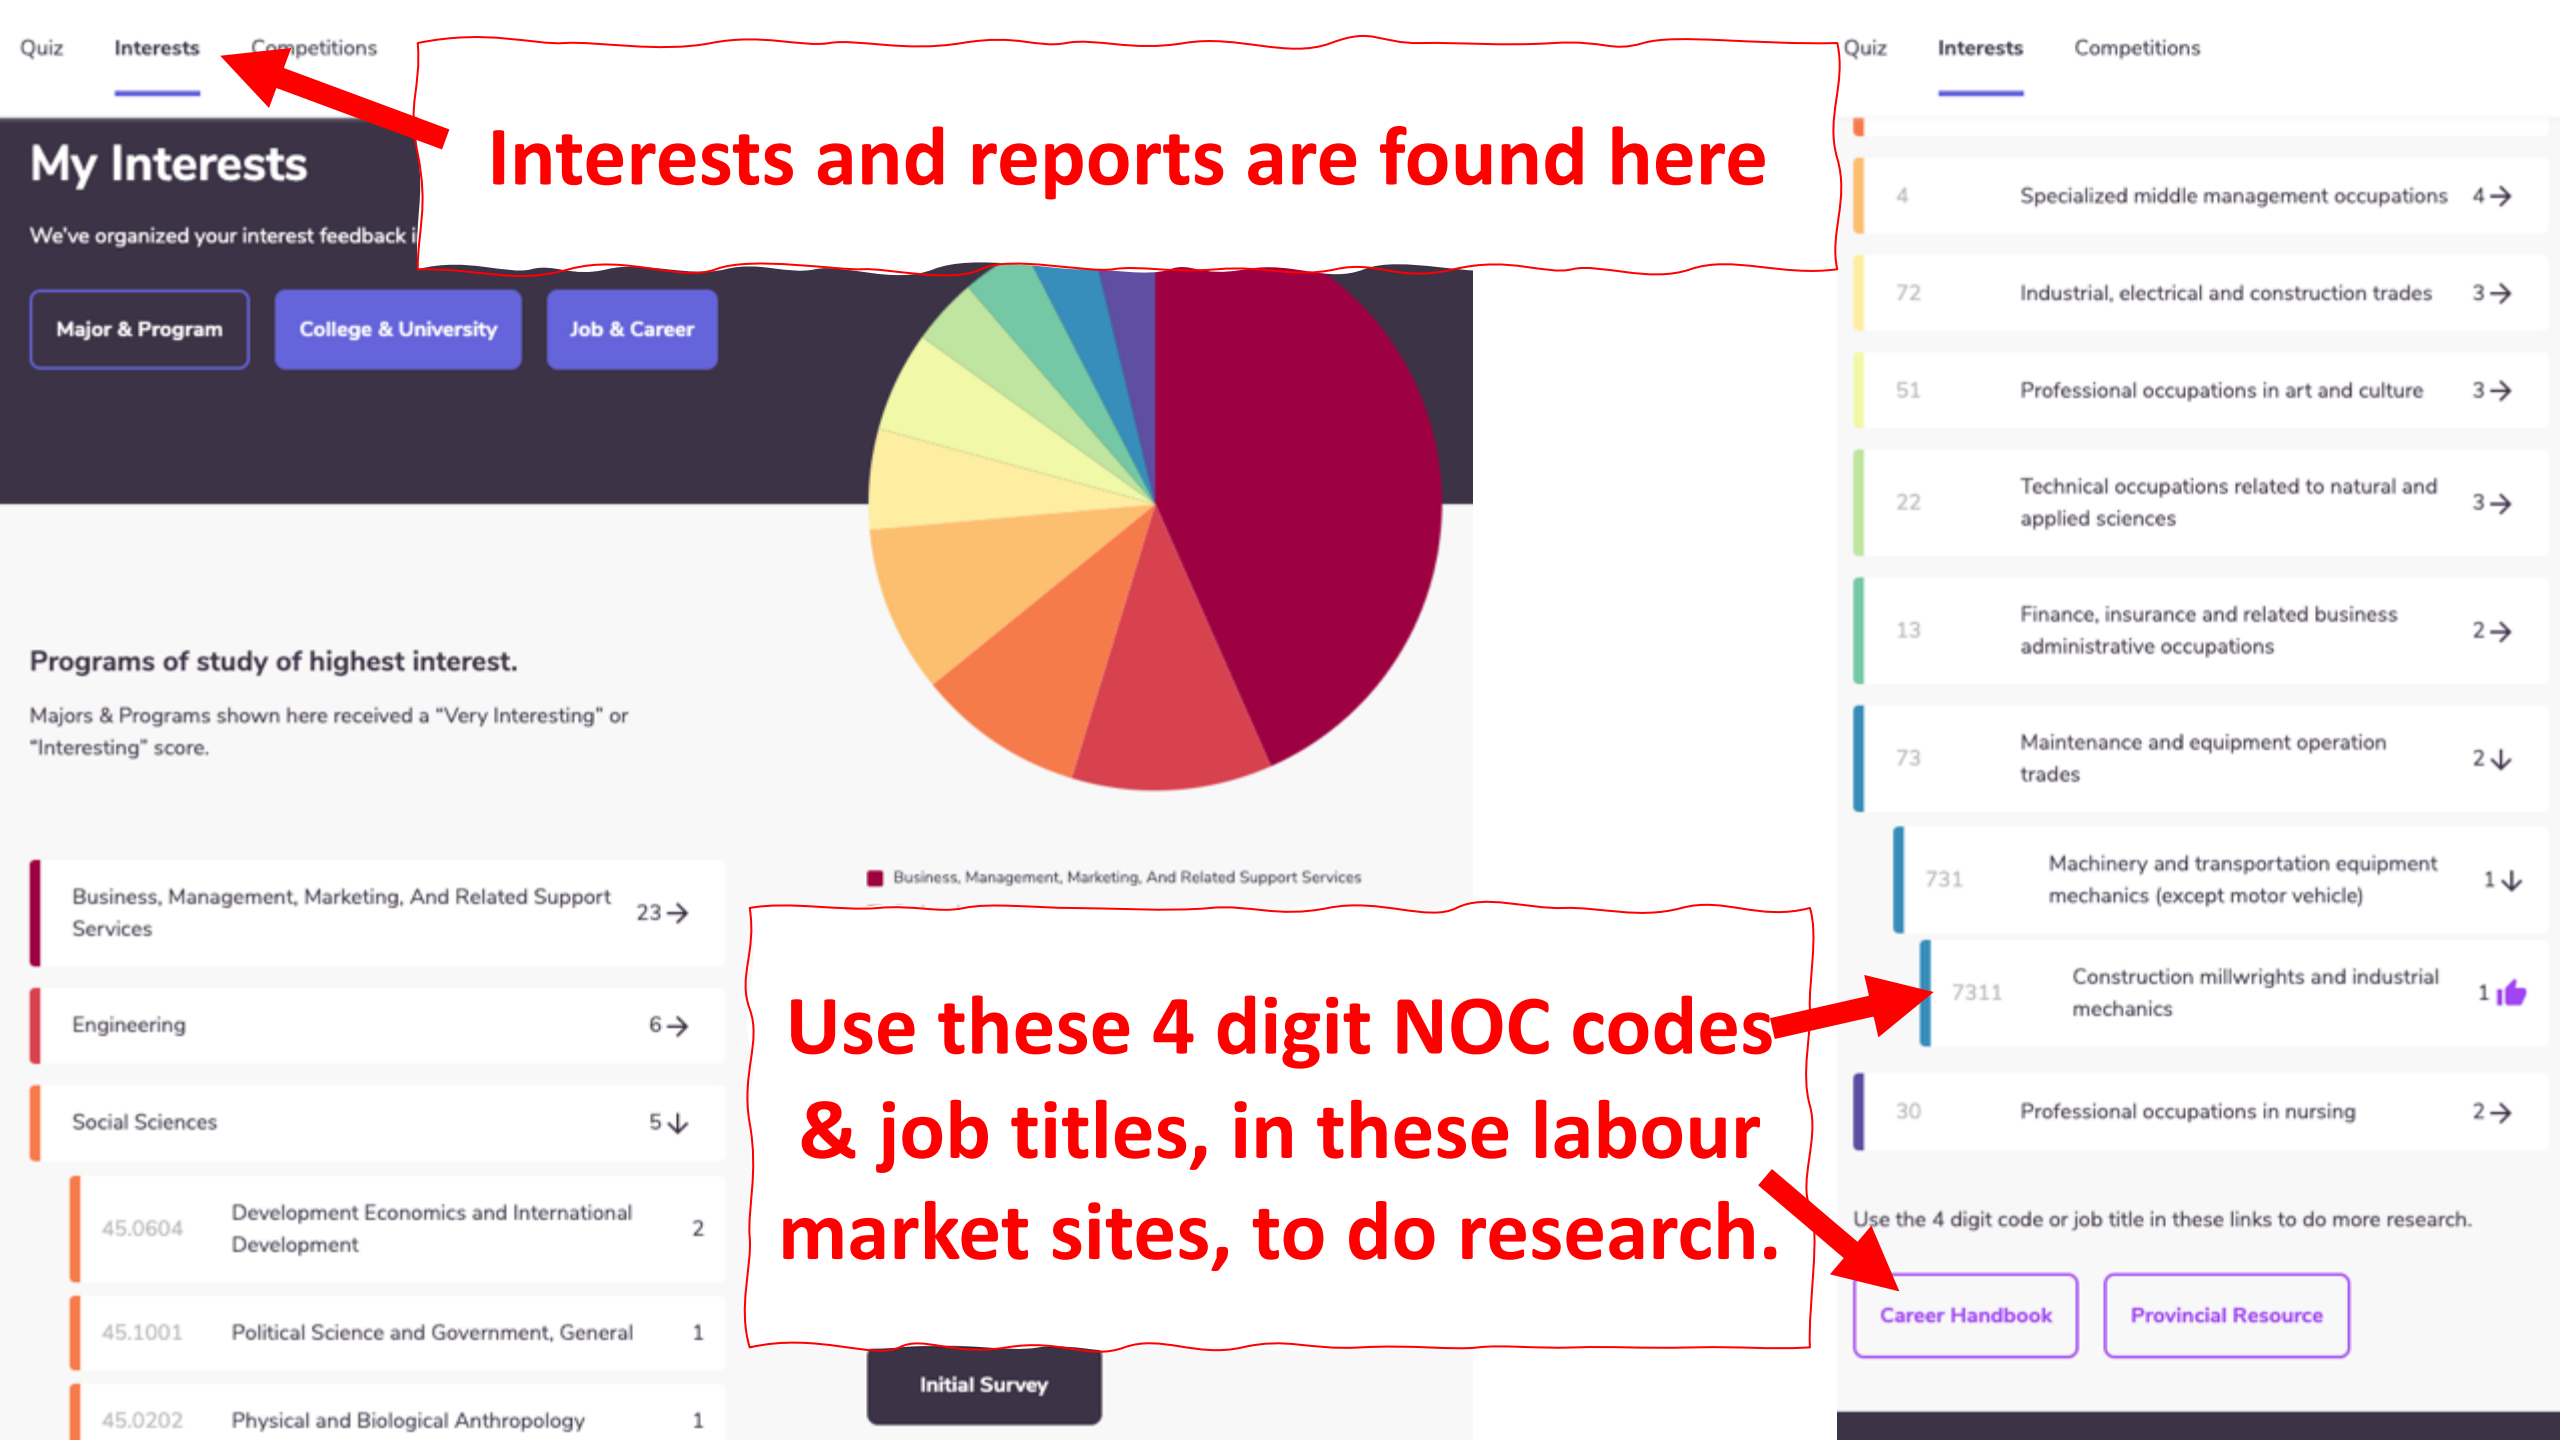 Quiz Interests Competitions
Interests and reports are found here
My Interests
We've organized your interest feedback
Major & Program
College & University
Job & Career
Programs of study of highest interest.
Majors & Programs shown here received a "Very Interesting" or
"Interesting" score.
Business, Management, Marketing, And Related Support
Services
23
Engineering 6
Social Sciences 5
45.0604 Development Economics and International
Development
2
45.1001 Political Science and Government, General 1
45.0202 Physical and Biological Anthropology 1
Business, Management, Marketing, And Related Support Services
Use these 4 digit NOC codes
& job titles, in these labour
market sites, to do research.
Initial Survey
Quiz Interests Competitions
4 Specialized middle management occupations 4
72 Industrial, electrical and construction trades 3
51 Professional occupations in art and culture 3
22 Technical occupations related to natural and
applied sciences
3
13 Finance, insurance and related business
administrative occupations
2
73 Maintenance and equipment operation
trades
2
731 Machinery and transportation equipment
mechanics (except motor vehicle)
1
7311 Construction millwrights and industrial
mechanics
1
30 Professional occupations in nursing 2
Use the 4 digit code or job title in these links to do more research.
Career Handbook
Provincial Resource